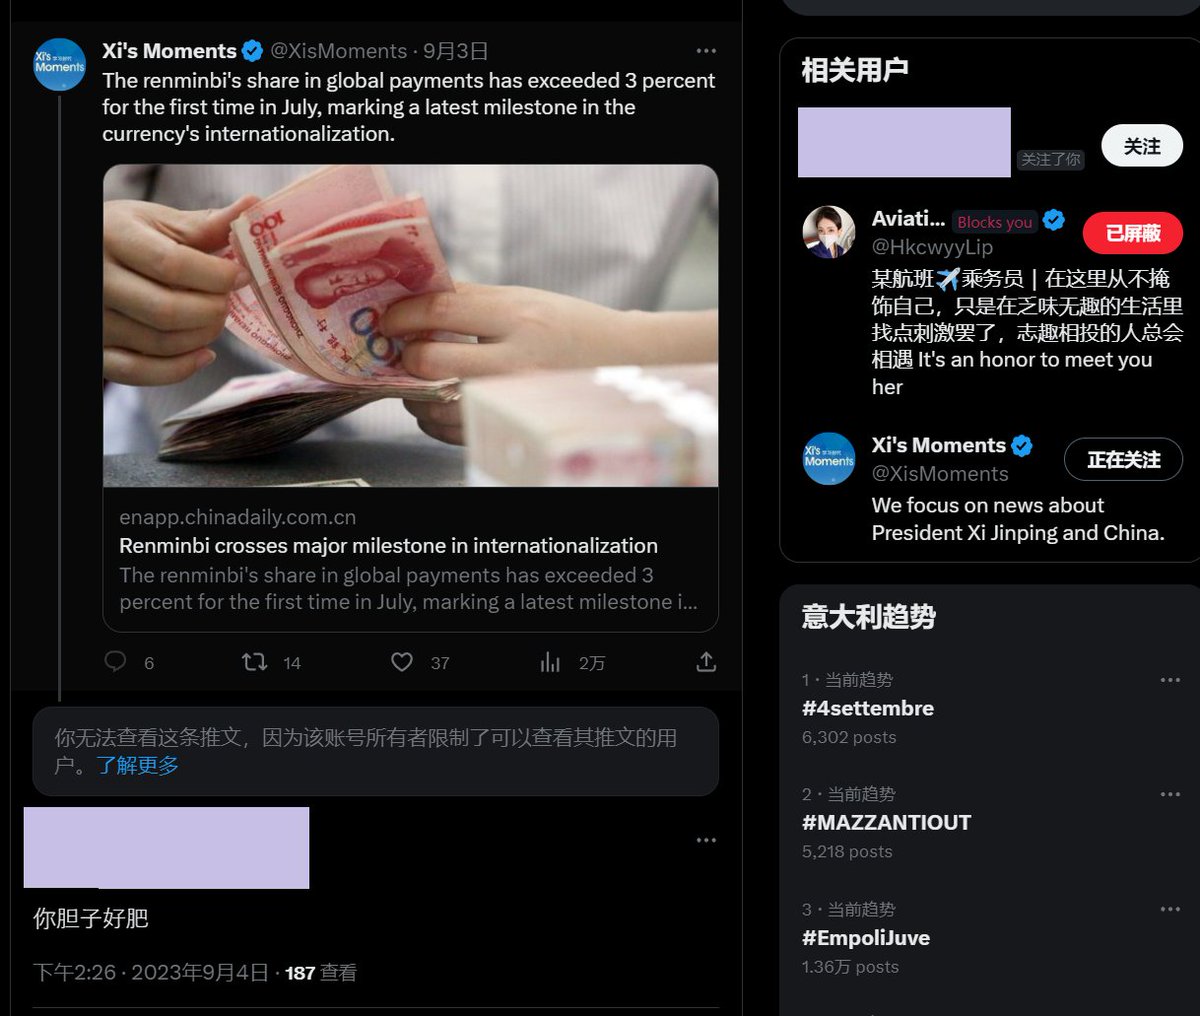 Xi's Moments @XisMoments · 9月3日
The renminbi's share in global payments has exceeded 3 percent
for the first time in July, marking a latest milestone in the
currency's internationalization.
enapp.chinadaily.com.cn
Renminbi crosses major milestone in internationalization
The renminbi's share in global payments has exceeded 3
percent for the first time in July, marking a latest milestone i...
6 14 37 2万
你无法查看这条推文，因为该账号所有者限制了可以查看其推文的用
户。了解更多
你胆子好肥
下午2:26 · 2023年9月4日 · 187 查看
相关用户
关注了你
关注
Aviati... Blocks you
@HkcwyyLip
已屏蔽
某航班✈️乘务员 | 在这里从不掩
饰自己，只是在乏味无趣的生活里
找点刺激罢了，志趣相投的人总会
相遇 It's an honor to meet you
her
Xi's Moments
@XisMoments
正在关注
We focus on news about
President Xi Jinping and China.
意大利趋势
1 · 当前趋势
#4settembre
6,302 posts
2 · 当前趋势
#MAZZANTIOUT
5,218 posts
3 · 当前趋势
#EmpoliJuve
1.36万 posts